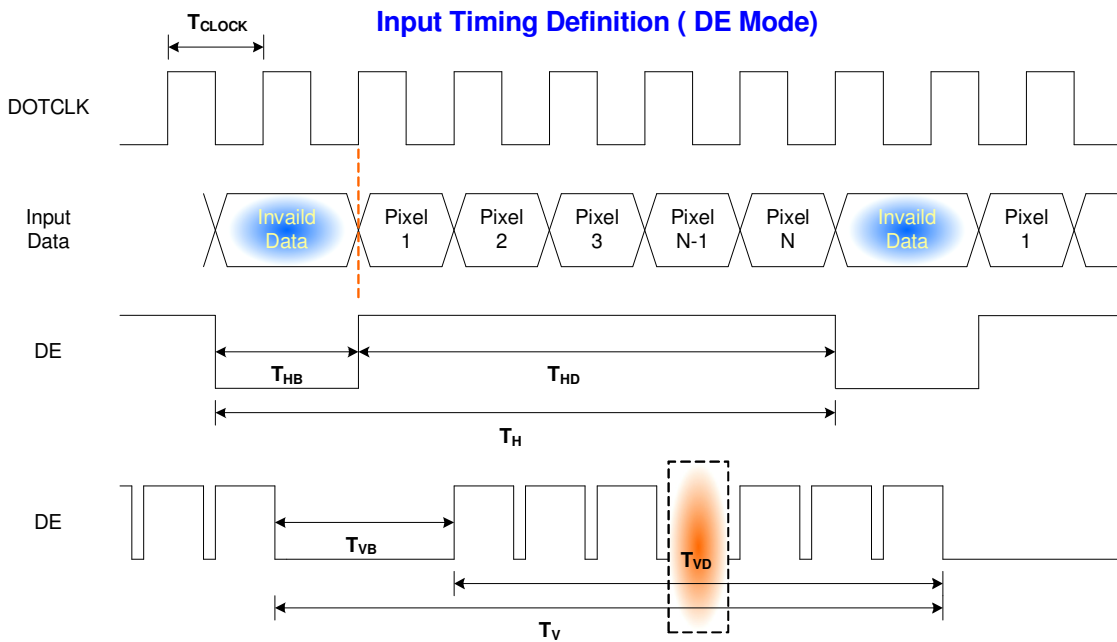 Input Timing Definition ( DE Mode)
TCLOCK
DOTCLK
Input
Data
Invaild
Data
Pixel
1
Pixel
2
Pixel
3
Pixel
N-1
Pixel
N
Invaild
Data
Pixel
1
DE
THB
THD
TH
DE
TVB
TVD
TV